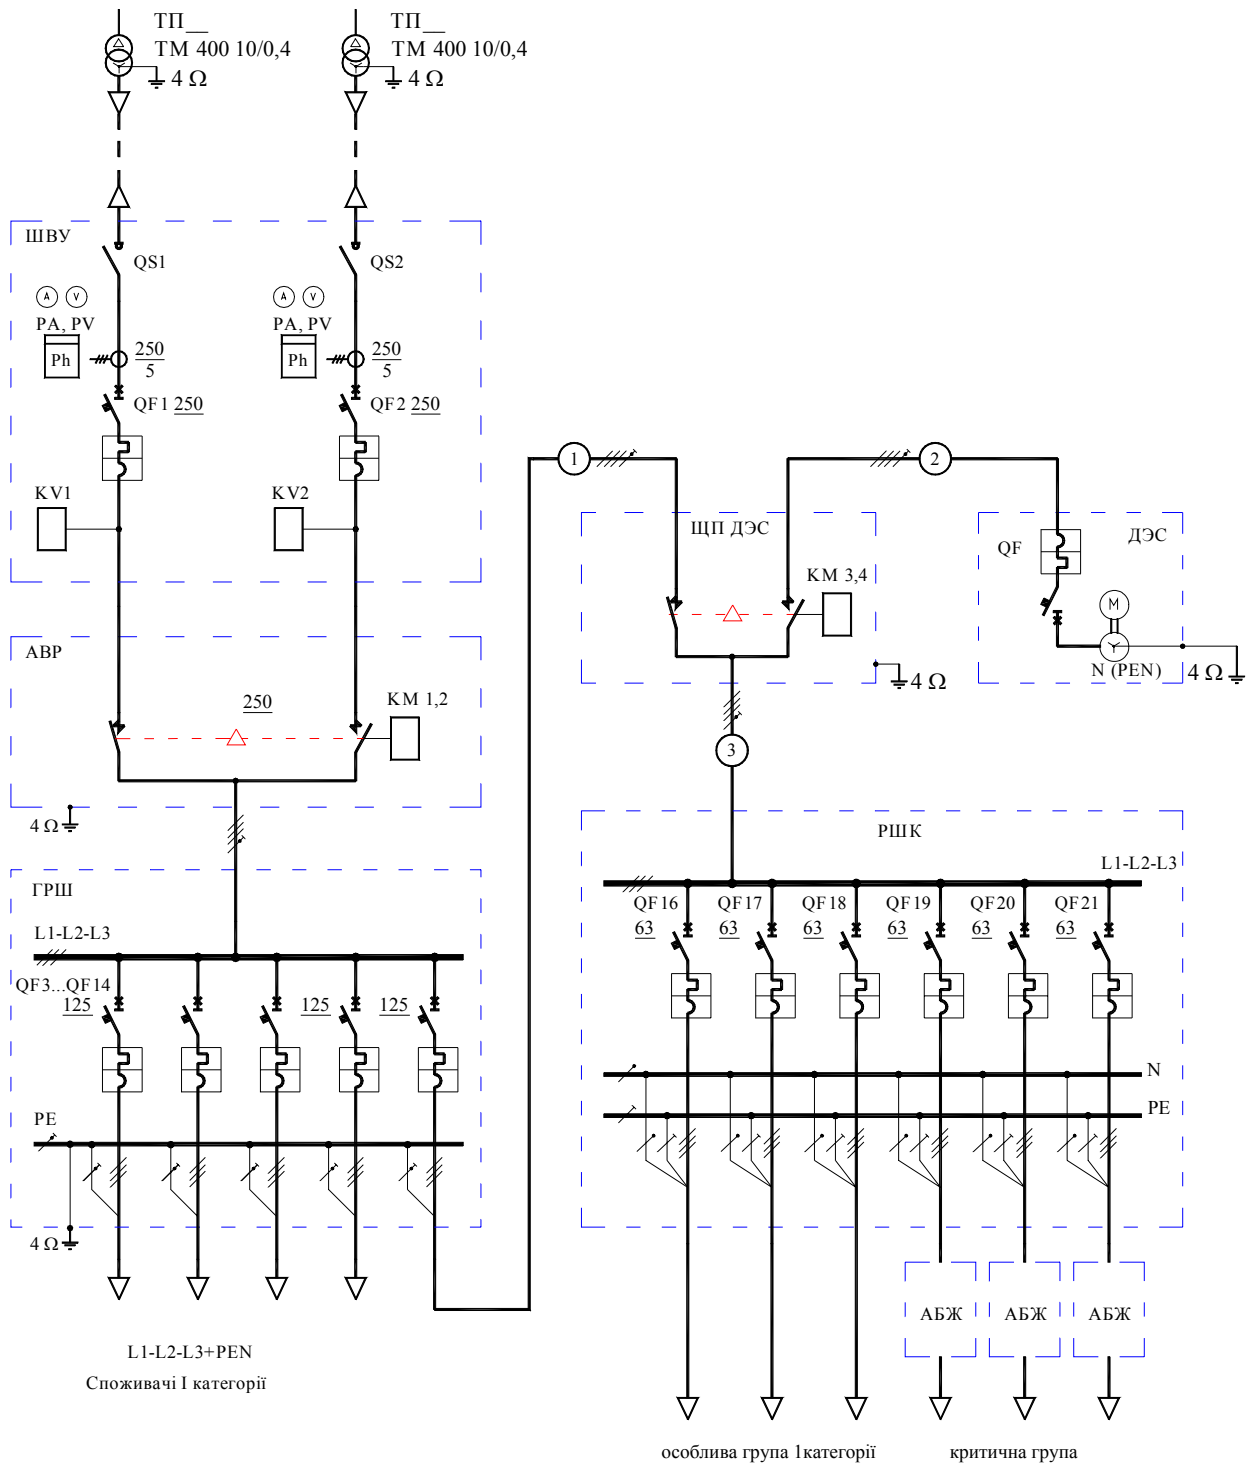 ТП__
ТМ 400 10/0,4
4 Ω
ТП__
ТМ 400 10/0,4
4 Ω
ШВУ
QS1
QS2
A V
A V
PA, PV
PA, PV
Ph
250
5
Ph
250
5
QF1 250
QF2 250
KV1
KV2
АВР
250
KM 1,2
4 Ω
ГРШ
L1-L2-L3
QF3...QF14
125
125
125
PE
4 Ω
L1-L2-L3+PEN
Споживачі I категорії
1
2
ЩП ДЭС
KM 3,4
4 Ω
QF
ДЭС
M
N (PEN)
4 Ω
3
РШК
L1-L2-L3
QF16 QF17 QF18 QF19 QF20 QF21
63 63 63 63 63 63
N
PE
АБЖ АБЖ АБЖ
особлива група 1категорії
критична група